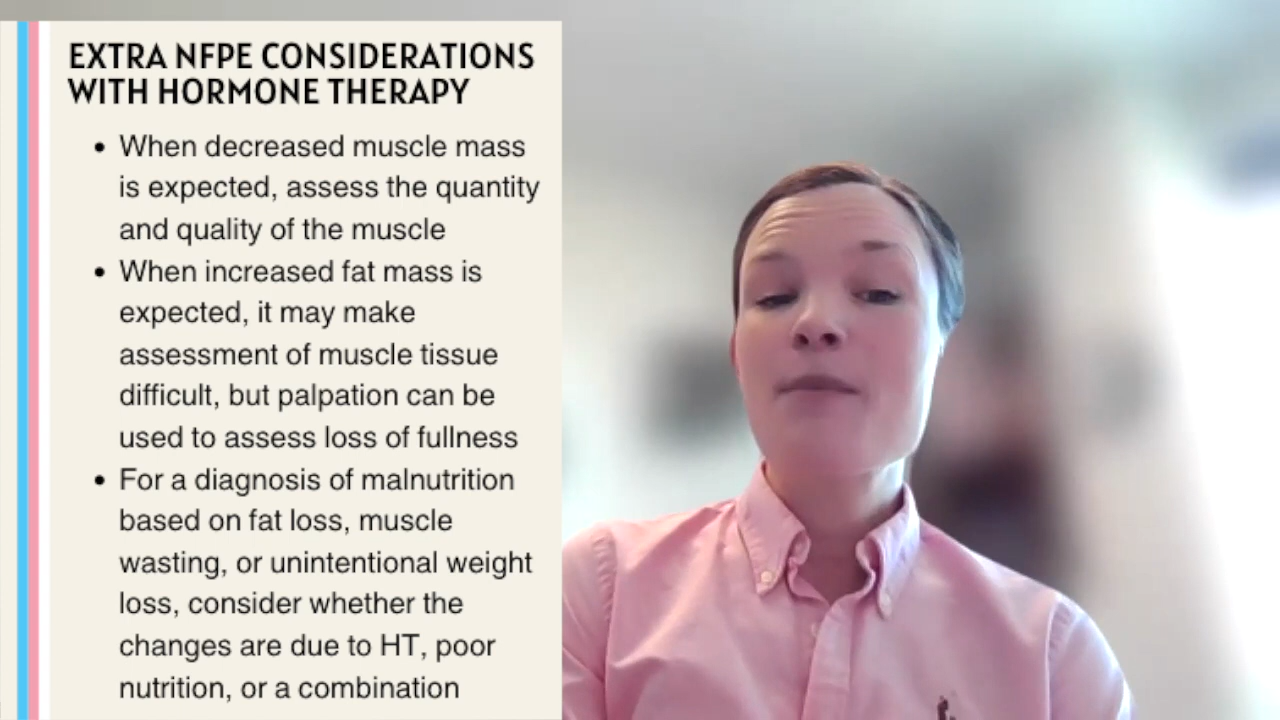 EXTRA NFPE CONSIDERATIONS
WITH HORMONE THERAPY
• When decreased muscle mass
is expected, assess the quantity
and quality of the muscle
• When increased fat mass is
expected, it may make
assessment of muscle tissue
difficult, but palpation can be
used to assess loss of fullness
• For a diagnosis of malnutrition
based on fat loss, muscle
wasting, or unintentional weight
loss, consider whether the
changes are due to HT, poor
nutrition, or a combination